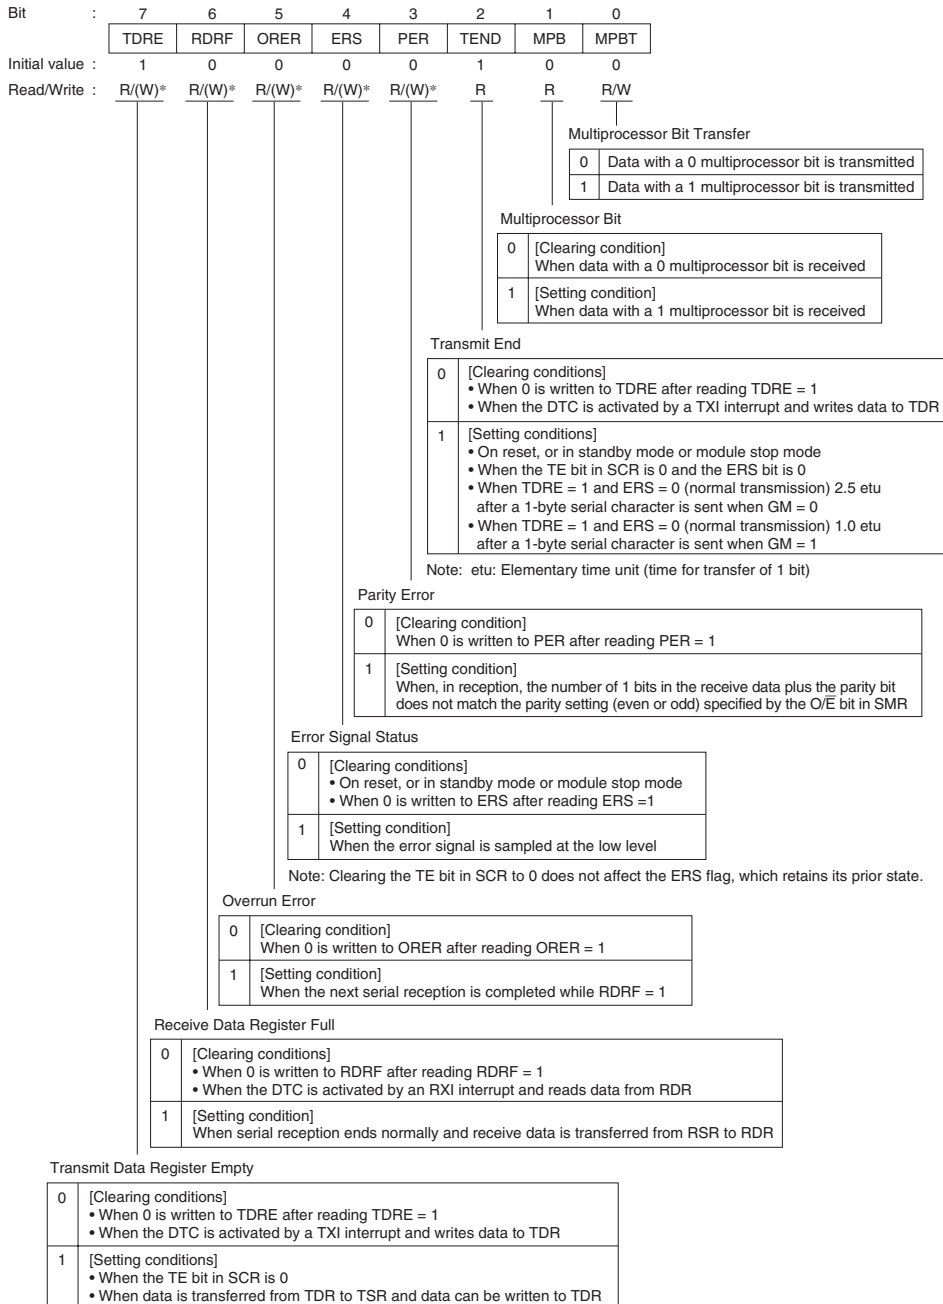 Bit : 7 6 5 4 3 2 1 0
TDRE RDRF ORER ERS PER TEND MPB MPBT
Initial value : 1 0 0 0 0 1 0 0
Read/Write : R/(W)* R/(W)* R/(W)* R/(W)* R/(W)* R R R/W
Multiprocessor Bit Transfer
0 Data with a 0 multiprocessor bit is transmitted
1 Data with a 1 multiprocessor bit is transmitted
Multiprocessor Bit
0 [Clearing condition]
When data with a 0 multiprocessor bit is received
1 [Setting condition]
When data with a 1 multiprocessor bit is received
Transmit End
0 [Clearing conditions]
• When 0 is written to TDRE after reading TDRE = 1
• When the DTC is activated by a TXI interrupt and writes data to TDR
1 [Setting conditions]
• On reset, or in standby mode or module stop mode
• When the TE bit in SCR is 0 and the ERS bit is 0
• When TDRE = 1 and ERS = 0 (normal transmission) 2.5 etu
after a 1-byte serial character is sent when GM = 0
• When TDRE = 1 and ERS = 0 (normal transmission) 1.0 etu
after a 1-byte serial character is sent when GM = 1
Note: etu: Elementary time unit (time for transfer of 1 bit)
Parity Error
0 [Clearing condition]
When 0 is written to PER after reading PER = 1
1 [Setting condition]
When, in reception, the number of 1 bits in the receive data plus the parity bit
does not match the parity setting (even or odd) specified by the O/E̅ bit in SMR
Error Signal Status
0 [Clearing conditions]
• On reset, or in standby mode or module stop mode
• When 0 is written to ERS after reading ERS =1
1 [Setting condition]
When the error signal is sampled at the low level
Note: Clearing the TE bit in SCR to 0 does not affect the ERS flag, which retains its prior state.
Overrun Error
0 [Clearing condition]
When 0 is written to ORER after reading ORER = 1
1 [Setting condition]
When the next serial reception is completed while RDRF = 1
Receive Data Register Full
0 [Clearing conditions]
• When 0 is written to RDRF after reading RDRF = 1
• When the DTC is activated by an RXI interrupt and reads data from RDR
1 [Setting condition]
When serial reception ends normally and receive data is transferred from RSR to RDR
Transmit Data Register Empty
0 [Clearing conditions]
• When 0 is written to TDRE after reading TDRE = 1
• When the DTC is activated by a TXI interrupt and writes data to TDR
1 [Setting conditions]
• When the TE bit in SCR is 0
• When data is transferred from TDR to TSR and data can be written to TDR